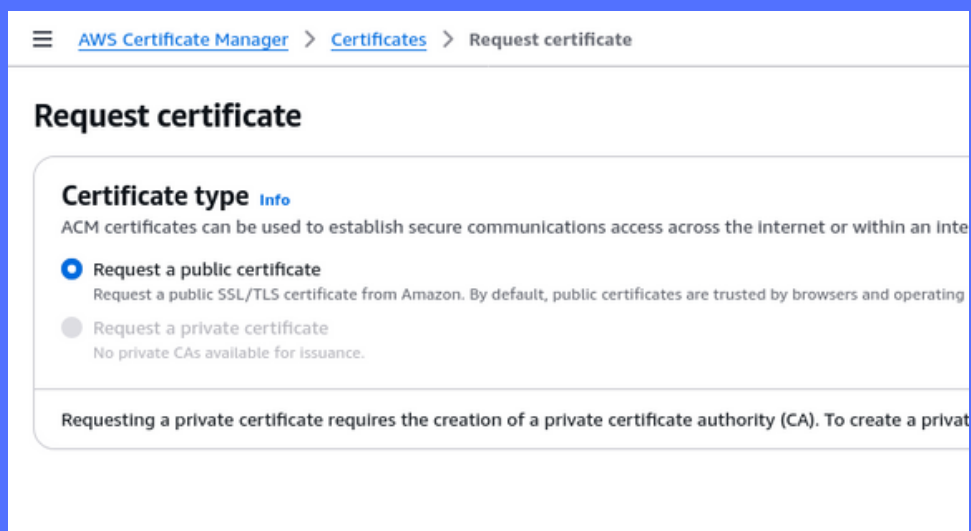 AWS Certificate Manager > Certificates > Request certificate
Request certificate
Certificate type Info
ACM certificates can be used to establish secure communications access across the internet or within an inte
Request a public certificate
Request a public SSL/TLS certificate from Amazon. By default, public certificates are trusted by browsers and operating
Request a private certificate
No private CAs available for issuance.
Requesting a private certificate requires the creation of a private certificate authority (CA). To create a privat